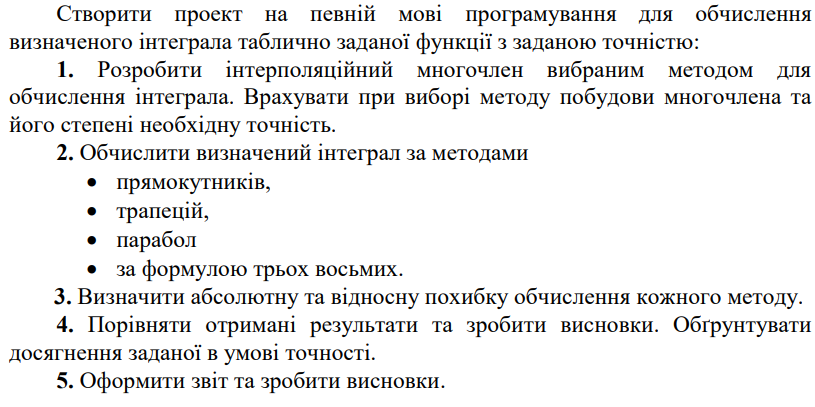 Створити проект на певній мові програмування для обчислення
визначеного інтеграла таблично заданої функції з заданою точністю:
1. Розробити інтерполяційний многочлен вибраним методом для
обчислення інтеграла. Врахувати при виборі методу побудови многочлена та
його степені необхідну точність.
2. Обчислити визначений інтеграл за методами
• прямокутників,
• трапецій,
• парабол
• за формулою трьох восьмих.
3. Визначити абсолютну та відносну похибку обчислення кожного методу.
4. Порівняти отримані результати та зробити висновки. Обґрунтувати
досягнення заданої в умові точності.
5. Оформити звіт та зробити висновки.